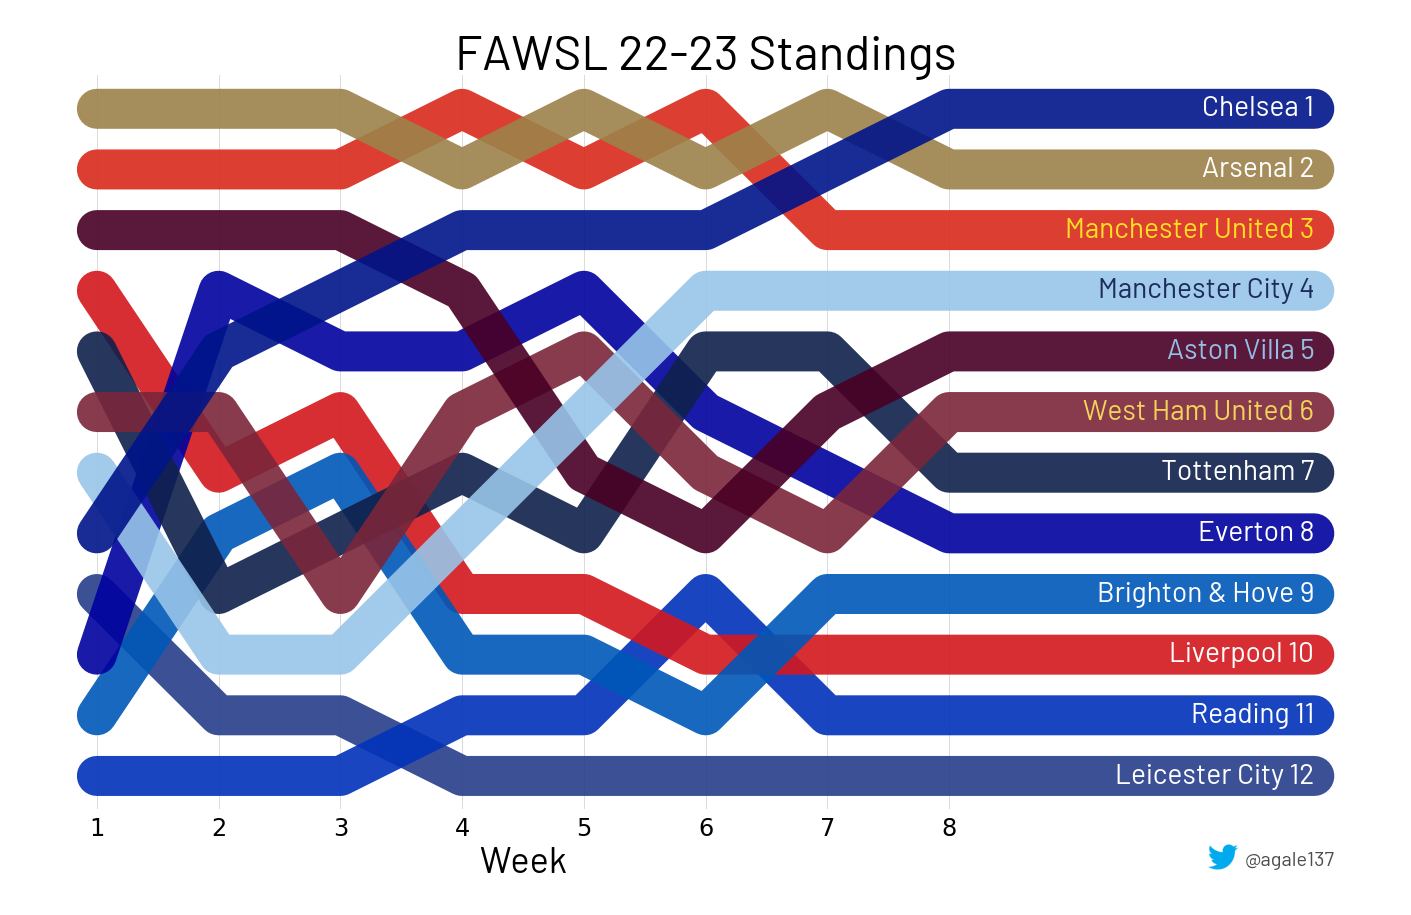 FAWSL 22-23 Standings
Chelsea 1
Arsenal 2
Manchester United 3
Manchester City 4
Aston Villa 5
West Ham United 6
Tottenham 7
Everton 8
Brighton & Hove 9
Liverpool 10
Reading 11
Leicester City 12
1 2 3 4 5 6 7 8
Week
@agale137